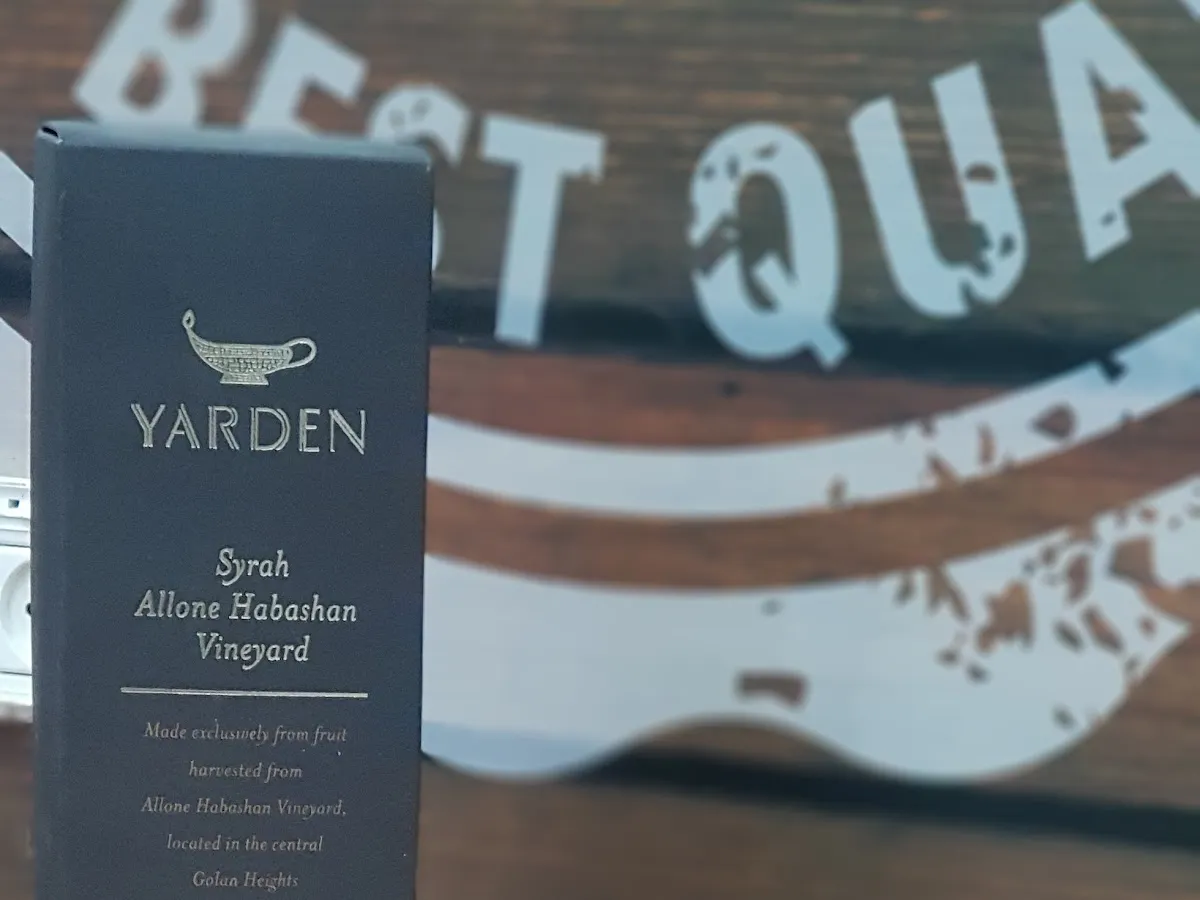 BEST QUA
YARDEN
Syrah
Allone Habashan
Vineyard
Made exclusively from fruit
harvested from
Allone Habashan Vineyard,
located in the central
Golan Heights